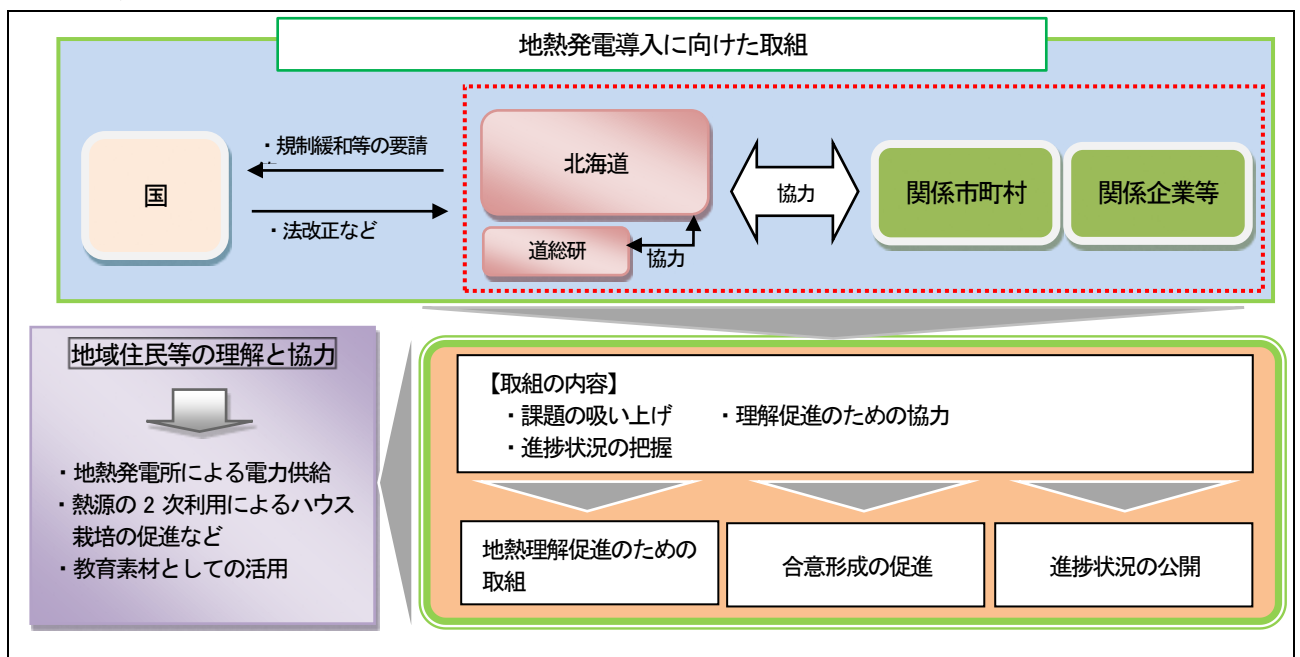 地熱発電導入に向けた取組
国
・規制緩和等の要請
・法改正など
北海道
道総研
協力
協力
関係市町村
関係企業等
地域住民等の理解と協力
・地熱発電所による電力供給
・熱源の 2 次利用によるハウス
栽培の促進など
・教育素材としての活用
【取組の内容】
・課題の吸い上げ ・理解促進のための協力
・進捗状況の把握
地熱理解促進のための
取組
合意形成の促進
進捗状況の公開